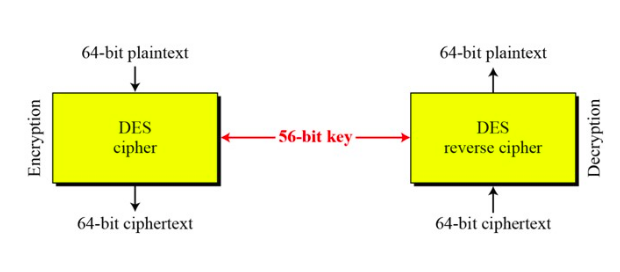 64-bit plaintext
64-bit plaintext
Encryption
DES
cipher
56-bit key
DES
reverse cipher
Decryption
64-bit ciphertext
64-bit ciphertext